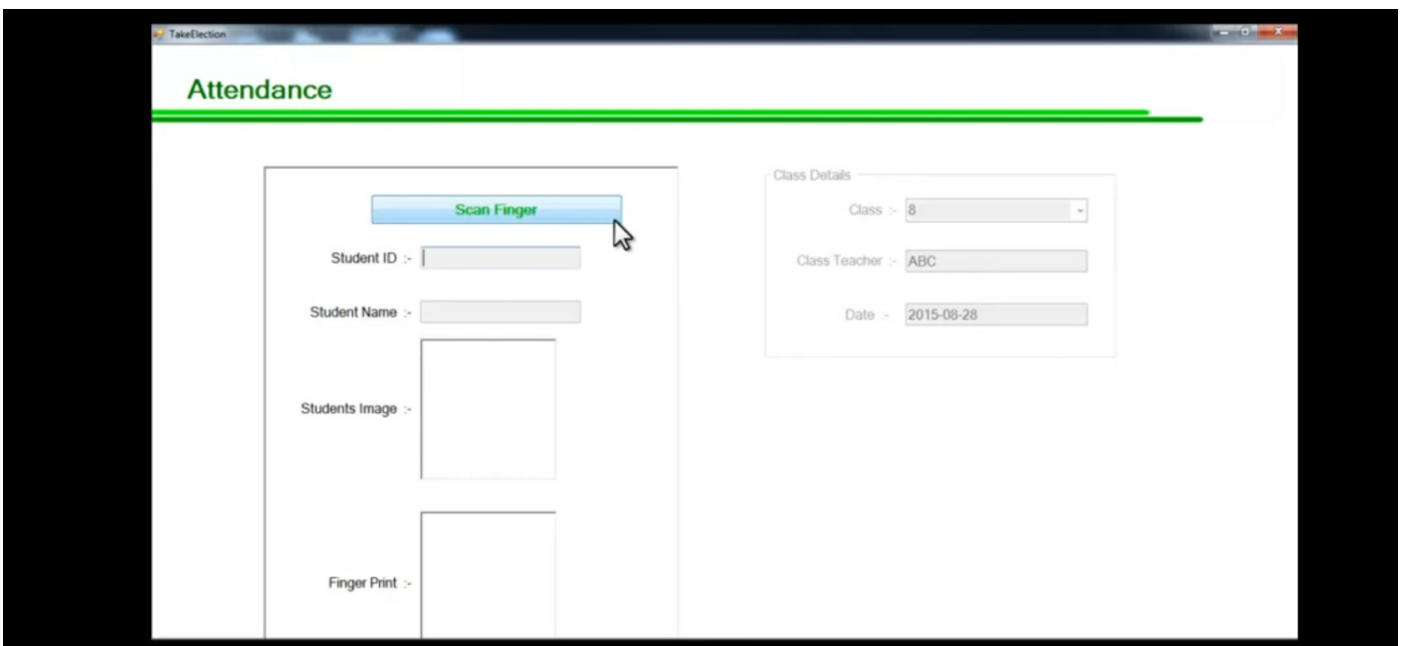 TakeElection
Attendance
Scan Finger
Student ID :-
Student Name :-
Students Image :-
Finger Print :-
Class Details
Class :- 8
Class Teacher :- ABC
Date :- 2015-08-28